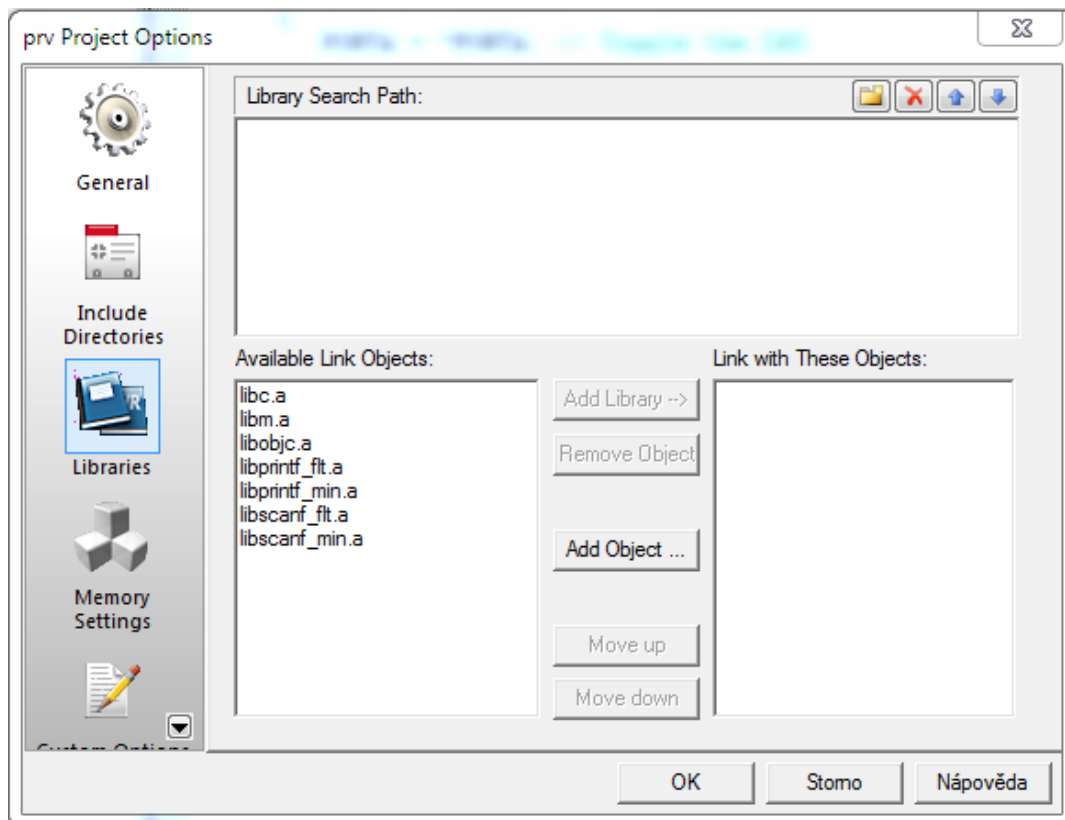 prv Project Options
General
Include
Directories
Libraries
Memory
Settings
Custom Options
Library Search Path:
Available Link Objects:
libc.a
libm.a
libobjc.a
libprintf_flt.a
libprintf_min.a
libscanf_flt.a
libscanf_min.a
Add Library -->
Remove Object
Add Object ...
Move up
Move down
Link with These Objects:
OK
Storno
Nápověda